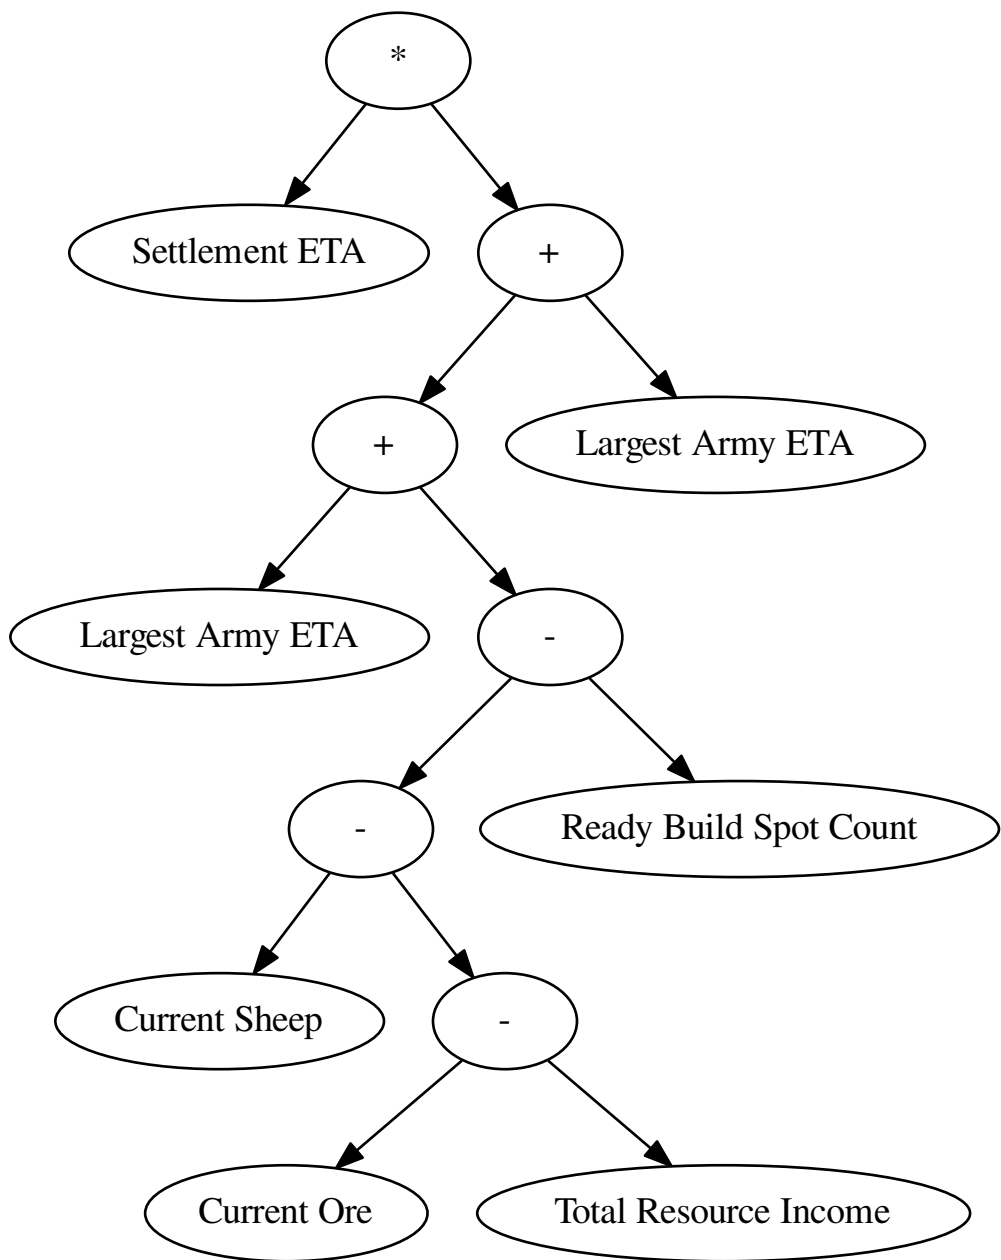 *
Settlement ETA
+
+
Largest Army ETA
Largest Army ETA
-
-
Ready Build Spot Count
Current Sheep
-
Current Ore
Total Resource Income